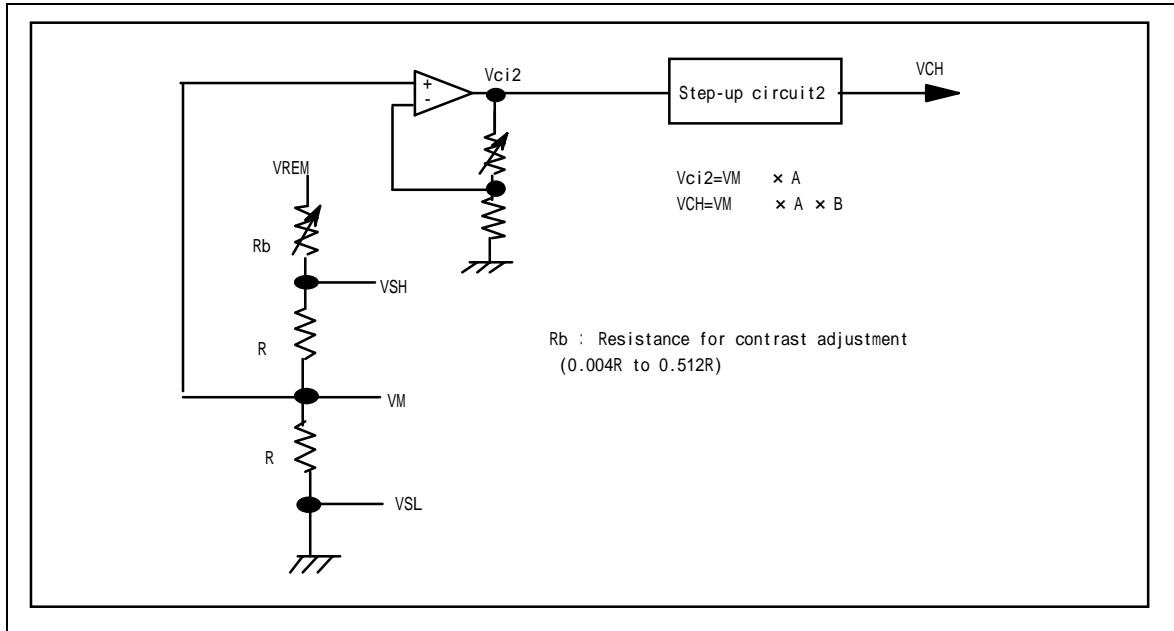 Vci2
VCH
+
-
Step-up circuit2
VREM
Vci2=VM × A
VCH=VM × A × B
Rb
VSH
R
Rb : Resistance for contrast adjustment
(0.004R to 0.512R)
VM
R
VSL